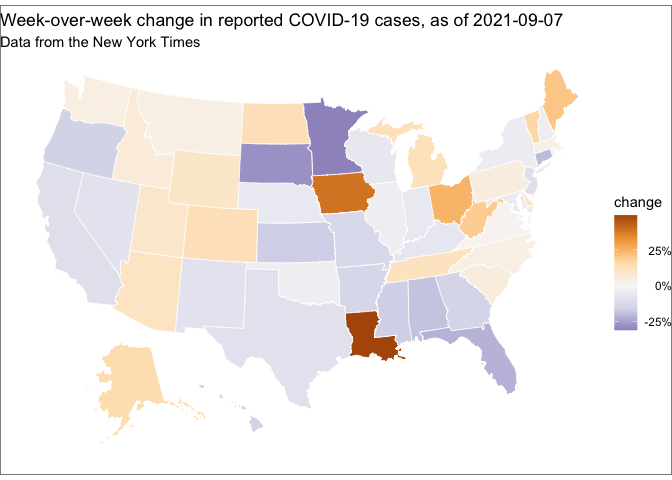 Week-over-week change in reported COVID-19 cases, as of 2021-09-07
Data from the New York Times
change
25%
0%
-25%